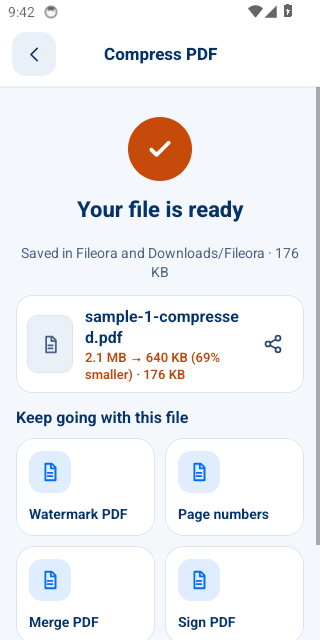 9:42
Compress PDF
Your file is ready
Saved in Fileora and Downloads/Fileora · 176
KB
sample-1-compresse
d.pdf
2.1 MB → 640 KB (69%
smaller) · 176 KB
Keep going with this file
Watermark PDF
Page numbers
Merge PDF
Sign PDF